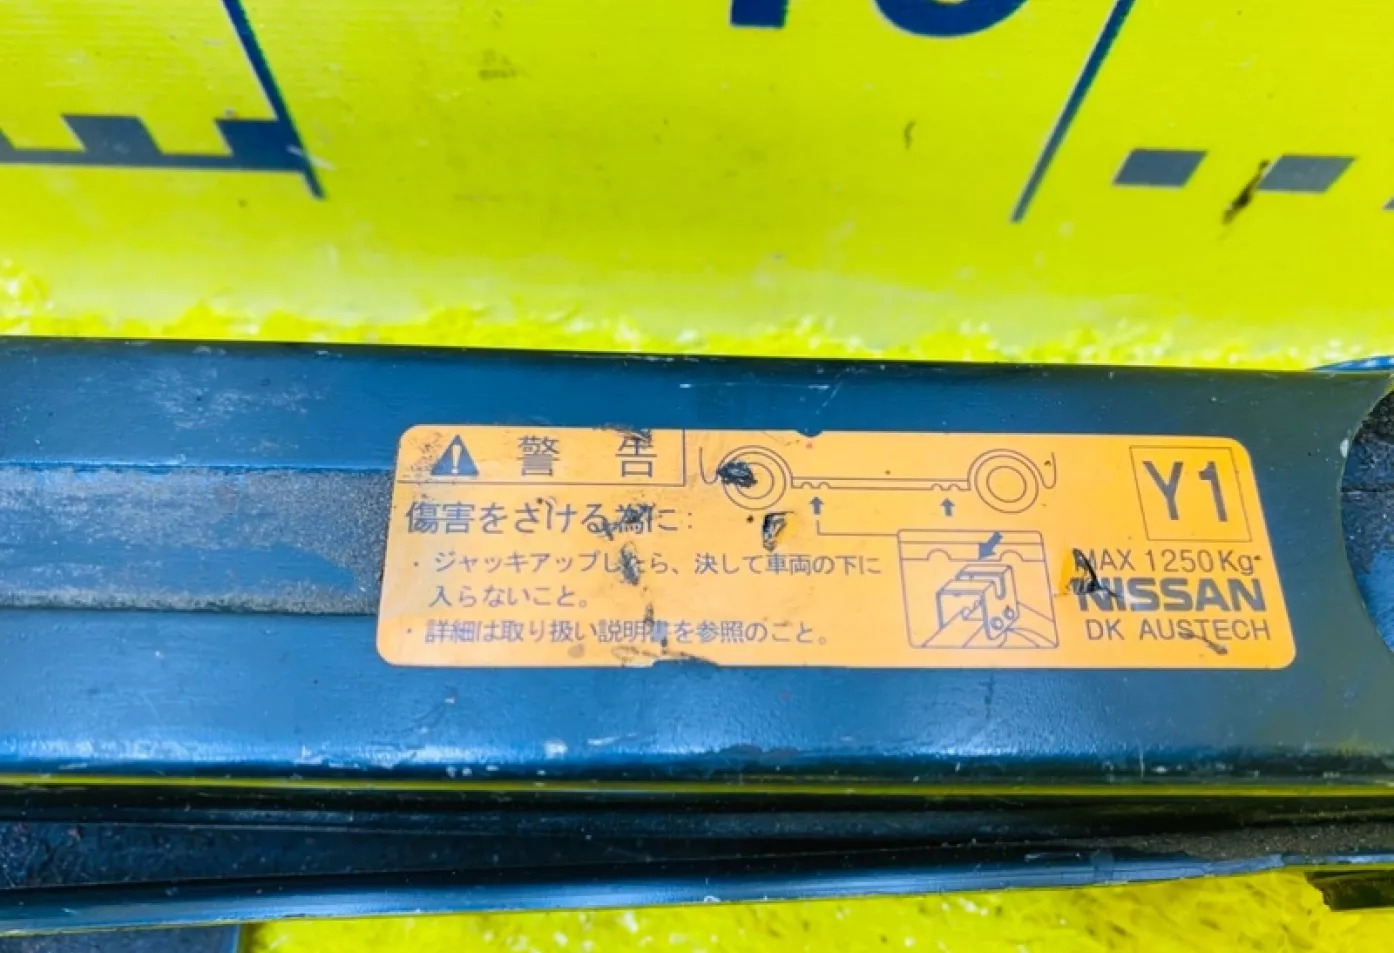 警告
傷害をさける為に:
・ジャッキアップしたら、決して車両の下に
入らないこと。
・詳細は取り扱い説明書を参照のこと。
Y1
MAX 1250Kg
NISSAN
DK AUSTECH